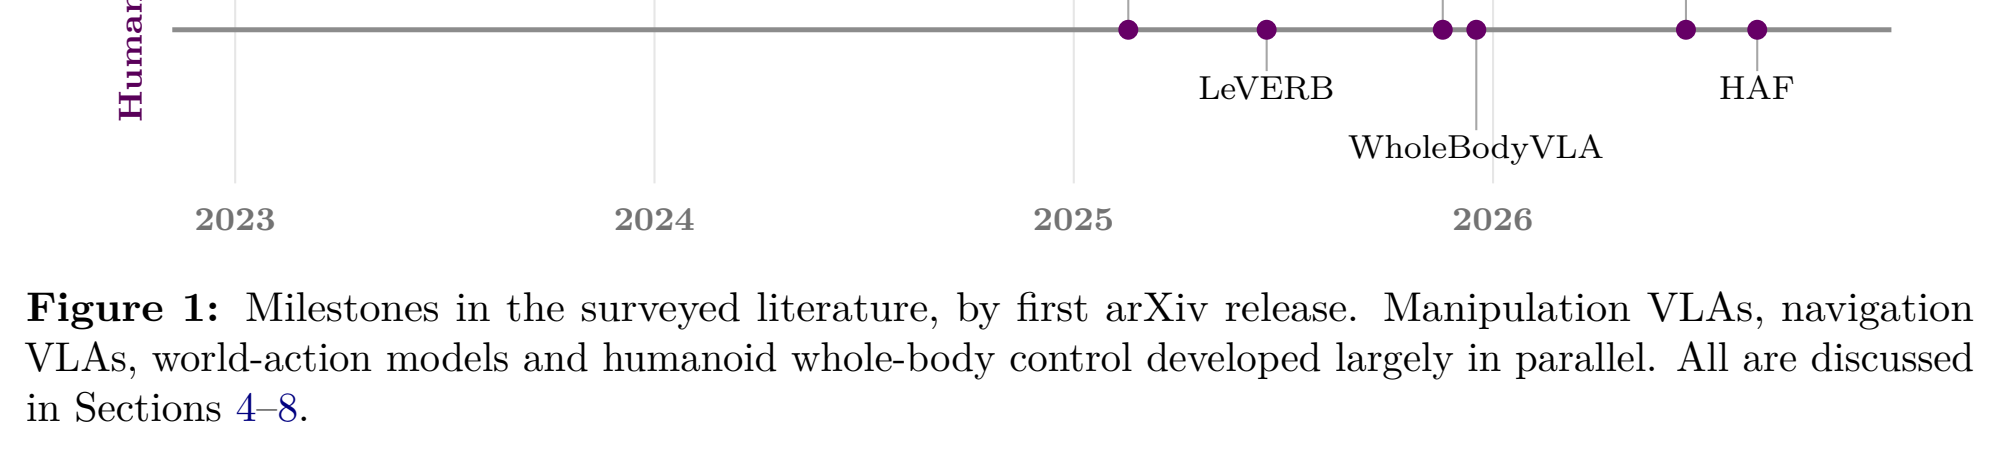 Human
LeVERB
HAF
WholeBodyVLA
2023 2024 2025 2026
Figure 1: Milestones in the surveyed literature, by first arXiv release. Manipulation VLAs, navigation
VLAs, world-action models and humanoid whole-body control developed largely in parallel. All are discussed
in Sections 4–8.